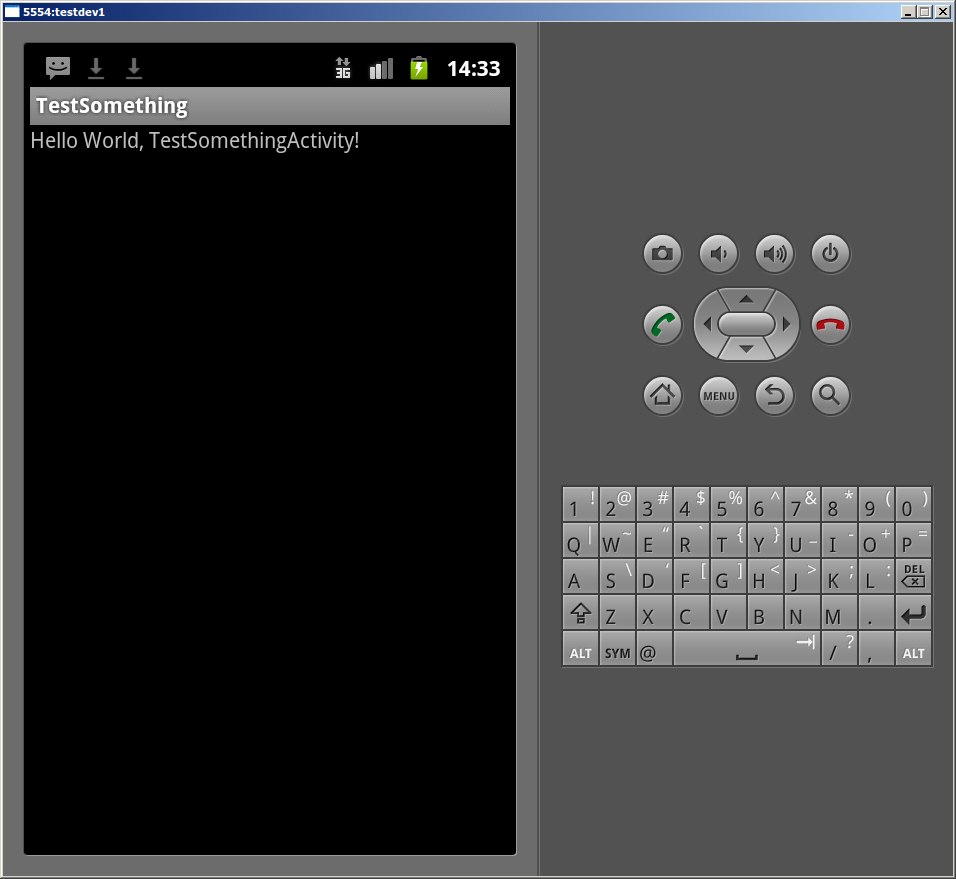 5554:testdev1
3G 14:33
TestSomething
Hello World, TestSomethingActivity!
MENU
1 ! 2 @ 3 # 4 $ 5 % 6 ^ 7 & 8 * 9 ( 0 )
Q | W ~ E “ R ` T { Y } U _ I - O + P =
A S \ D ‘ F [ G ] H < J > K ; L : DEL
Z X C V B N M .
ALT SYM @ / ? , ALT